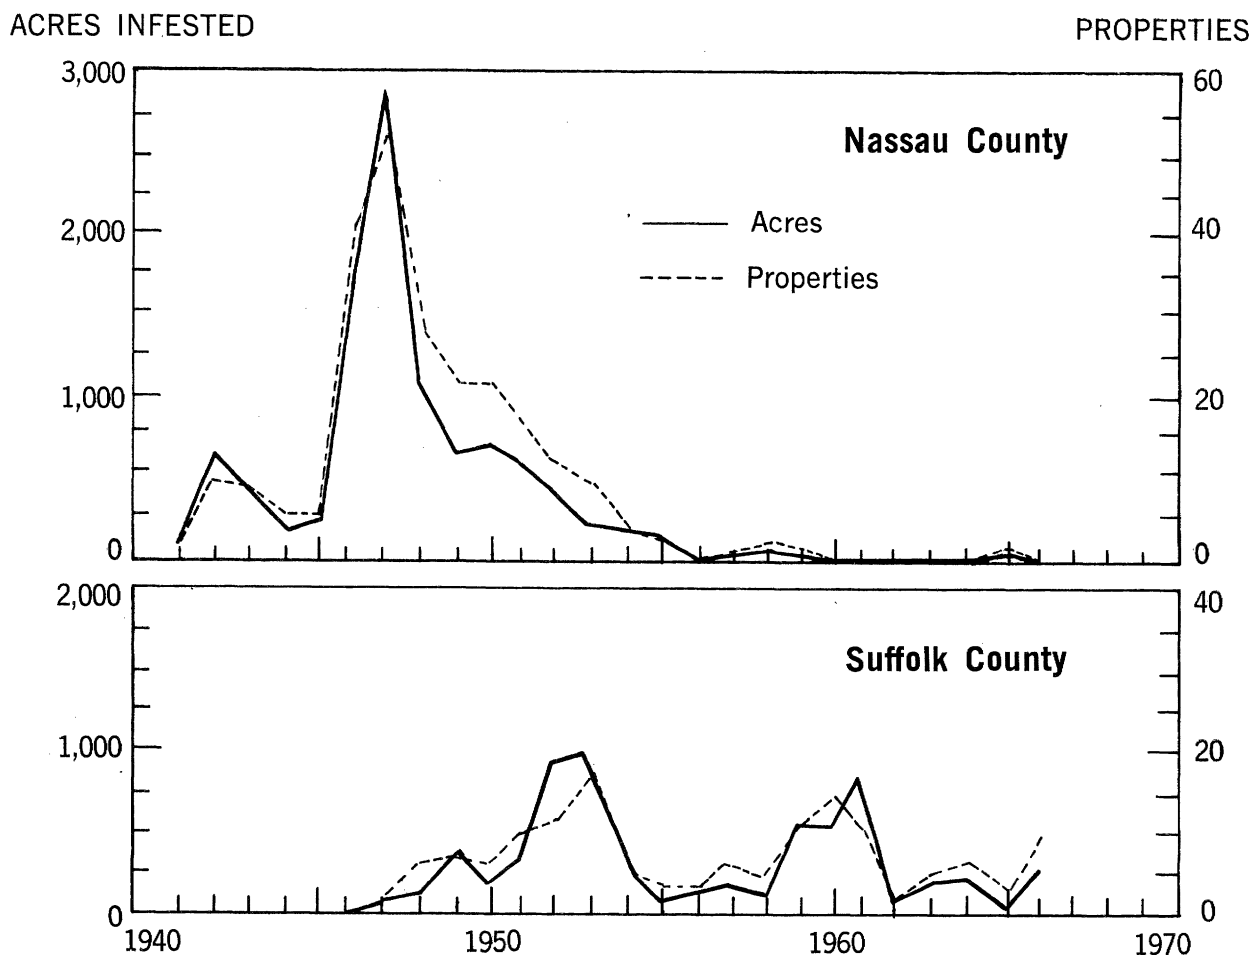 ACRES INFESTED PROPERTIES
3,000 60
Nassau County
Acres
2,000 40
Properties
1,000 20
0 0
2,000 40
Suffolk County
1,000 20
0 0
1940 1950 1960 1970